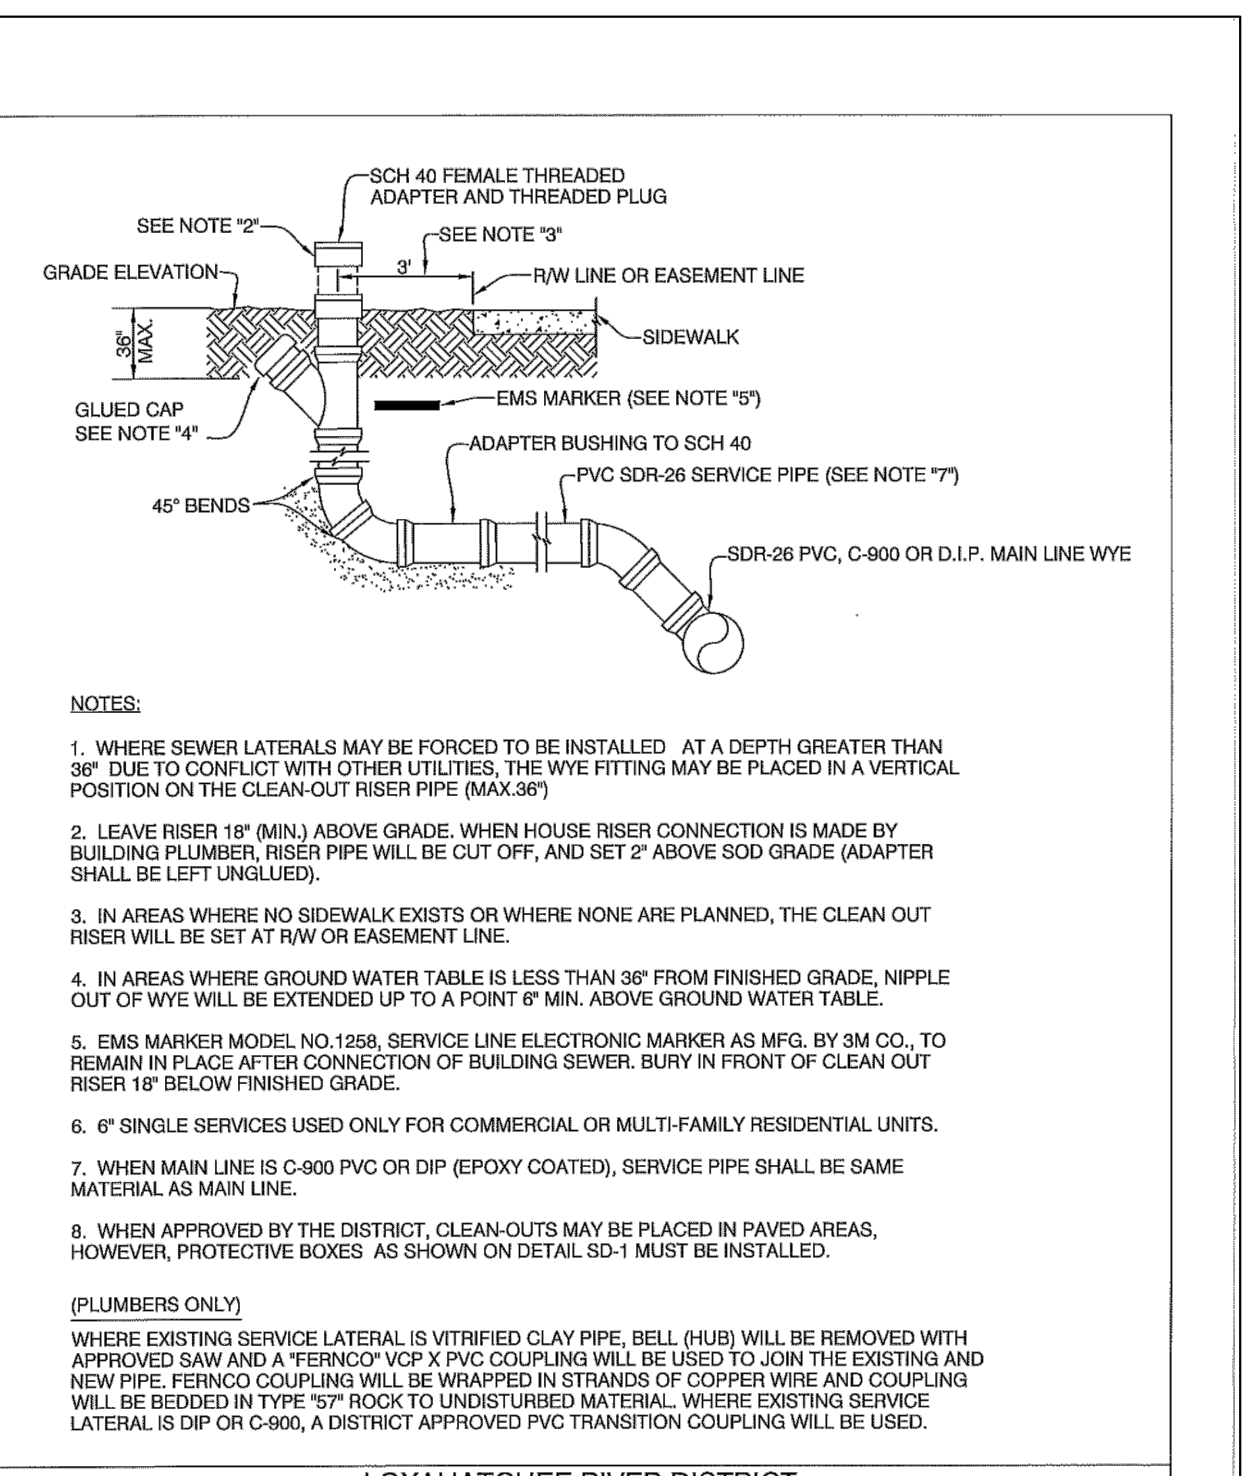 SCH 40 FEMALE THREADED
ADAPTER AND THREADED PLUG
SEE NOTE "2"
SEE NOTE "3"
GRADE ELEVATION
3'
R/W LINE OR EASEMENT LINE
36"
MAX.
SIDEWALK
EMS MARKER (SEE NOTE "5")
GLUED CAP
SEE NOTE "4"
ADAPTER BUSHING TO SCH 40
PVC SDR-26 SERVICE PIPE (SEE NOTE "7")
45° BENDS
SDR-26 PVC, C-900 OR D.I.P. MAIN LINE WYE
NOTES:
1. WHERE SEWER LATERALS MAY BE FORCED TO BE INSTALLED AT A DEPTH GREATER THAN
36" DUE TO CONFLICT WITH OTHER UTILITIES, THE WYE FITTING MAY BE PLACED IN A VERTICAL
POSITION ON THE CLEAN-OUT RISER PIPE (MAX.36")
2. LEAVE RISER 18" (MIN.) ABOVE GRADE. WHEN HOUSE RISER CONNECTION IS MADE BY
BUILDING PLUMBER, RISER PIPE WILL BE CUT OFF, AND SET 2" ABOVE SOD GRADE (ADAPTER
SHALL BE LEFT UNGLUED).
3. IN AREAS WHERE NO SIDEWALK EXISTS OR WHERE NONE ARE PLANNED, THE CLEAN OUT
RISER WILL BE SET AT R/W OR EASEMENT LINE.
4. IN AREAS WHERE GROUND WATER TABLE IS LESS THAN 36" FROM FINISHED GRADE, NIPPLE
OUT OF WYE WILL BE EXTENDED UP TO A POINT 6" MIN. ABOVE GROUND WATER TABLE.
5. EMS MARKER MODEL NO.1258, SERVICE LINE ELECTRONIC MARKER AS MFG. BY 3M CO., TO
REMAIN IN PLACE AFTER CONNECTION OF BUILDING SEWER. BURY IN FRONT OF CLEAN OUT
RISER 18" BELOW FINISHED GRADE.
6. 6" SINGLE SERVICES USED ONLY FOR COMMERCIAL OR MULTI-FAMILY RESIDENTIAL UNITS.
7. WHEN MAIN LINE IS C-900 PVC OR DIP (EPOXY COATED), SERVICE PIPE SHALL BE SAME
MATERIAL AS MAIN LINE.
8. WHEN APPROVED BY THE DISTRICT, CLEAN-OUTS MAY BE PLACED IN PAVED AREAS,
HOWEVER, PROTECTIVE BOXES AS SHOWN ON DETAIL SD-1 MUST BE INSTALLED.
(PLUMBERS ONLY)
WHERE EXISTING SERVICE LATERAL IS VITRIFIED CLAY PIPE, BELL (HUB) WILL BE REMOVED WITH
APPROVED SAW AND A "FERNCO" VCP X PVC COUPLING WILL BE USED TO JOIN THE EXISTING AND
NEW PIPE. FERNCO COUPLING WILL BE WRAPPED IN STRANDS OF COPPER WIRE AND COUPLING
WILL BE BEDDED IN TYPE "57" ROCK TO UNDISTURBED MATERIAL. WHERE EXISTING SERVICE
LATERAL IS DIP OR C-900, A DISTRICT APPROVED PVC TRANSITION COUPLING WILL BE USED.
LOXAHATCHEE RIVER DISTRICT